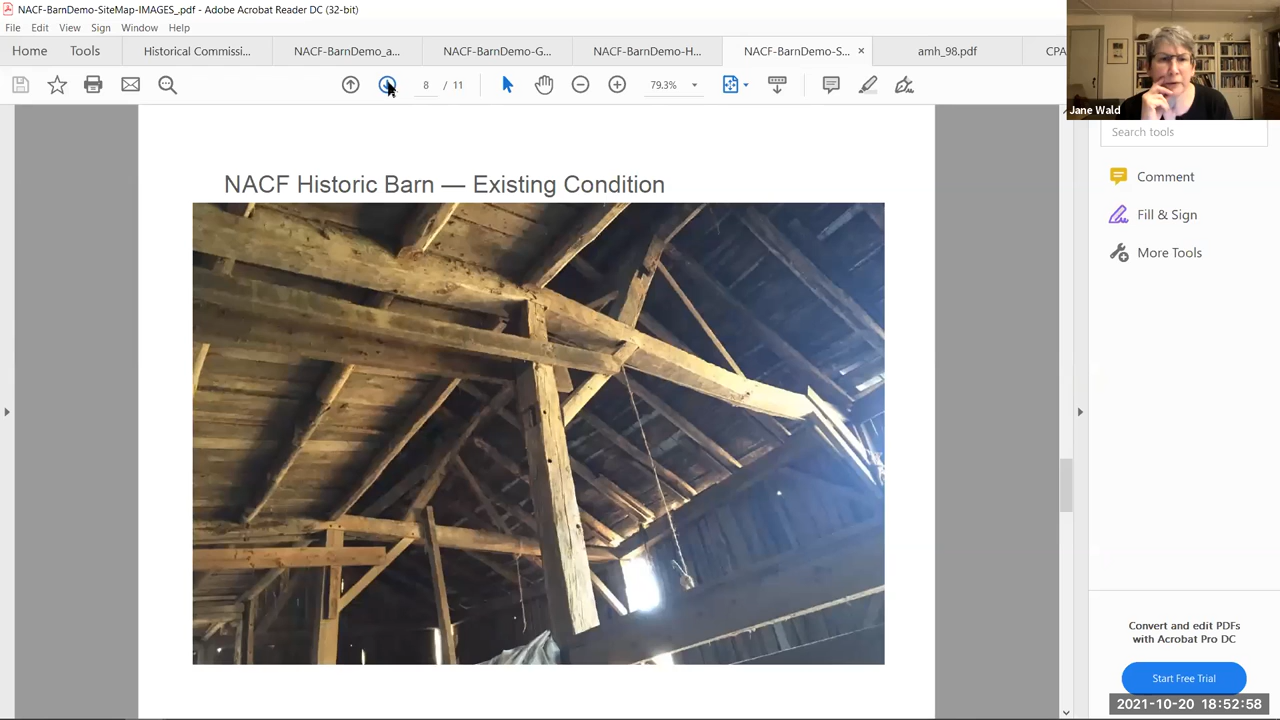 NACF-BarnDemo-SiteMap-IMAGES_.pdf - Adobe Acrobat Reader DC (32-bit)
File Edit View Sign Window Help
Home Tools Historical Commissi... NACF-BarnDemo_a... NACF-BarnDemo-G... NACF-BarnDemo-H... NACF-BarnDemo-S... × amh_98.pdf CPA
8 / 11 79.3%
Jane Wald
Search tools
Comment
Fill & Sign
More Tools
NACF Historic Barn — Existing Condition
Convert and edit PDFs
with Acrobat Pro DC
Start Free Trial
2021-10-20 18:52:58